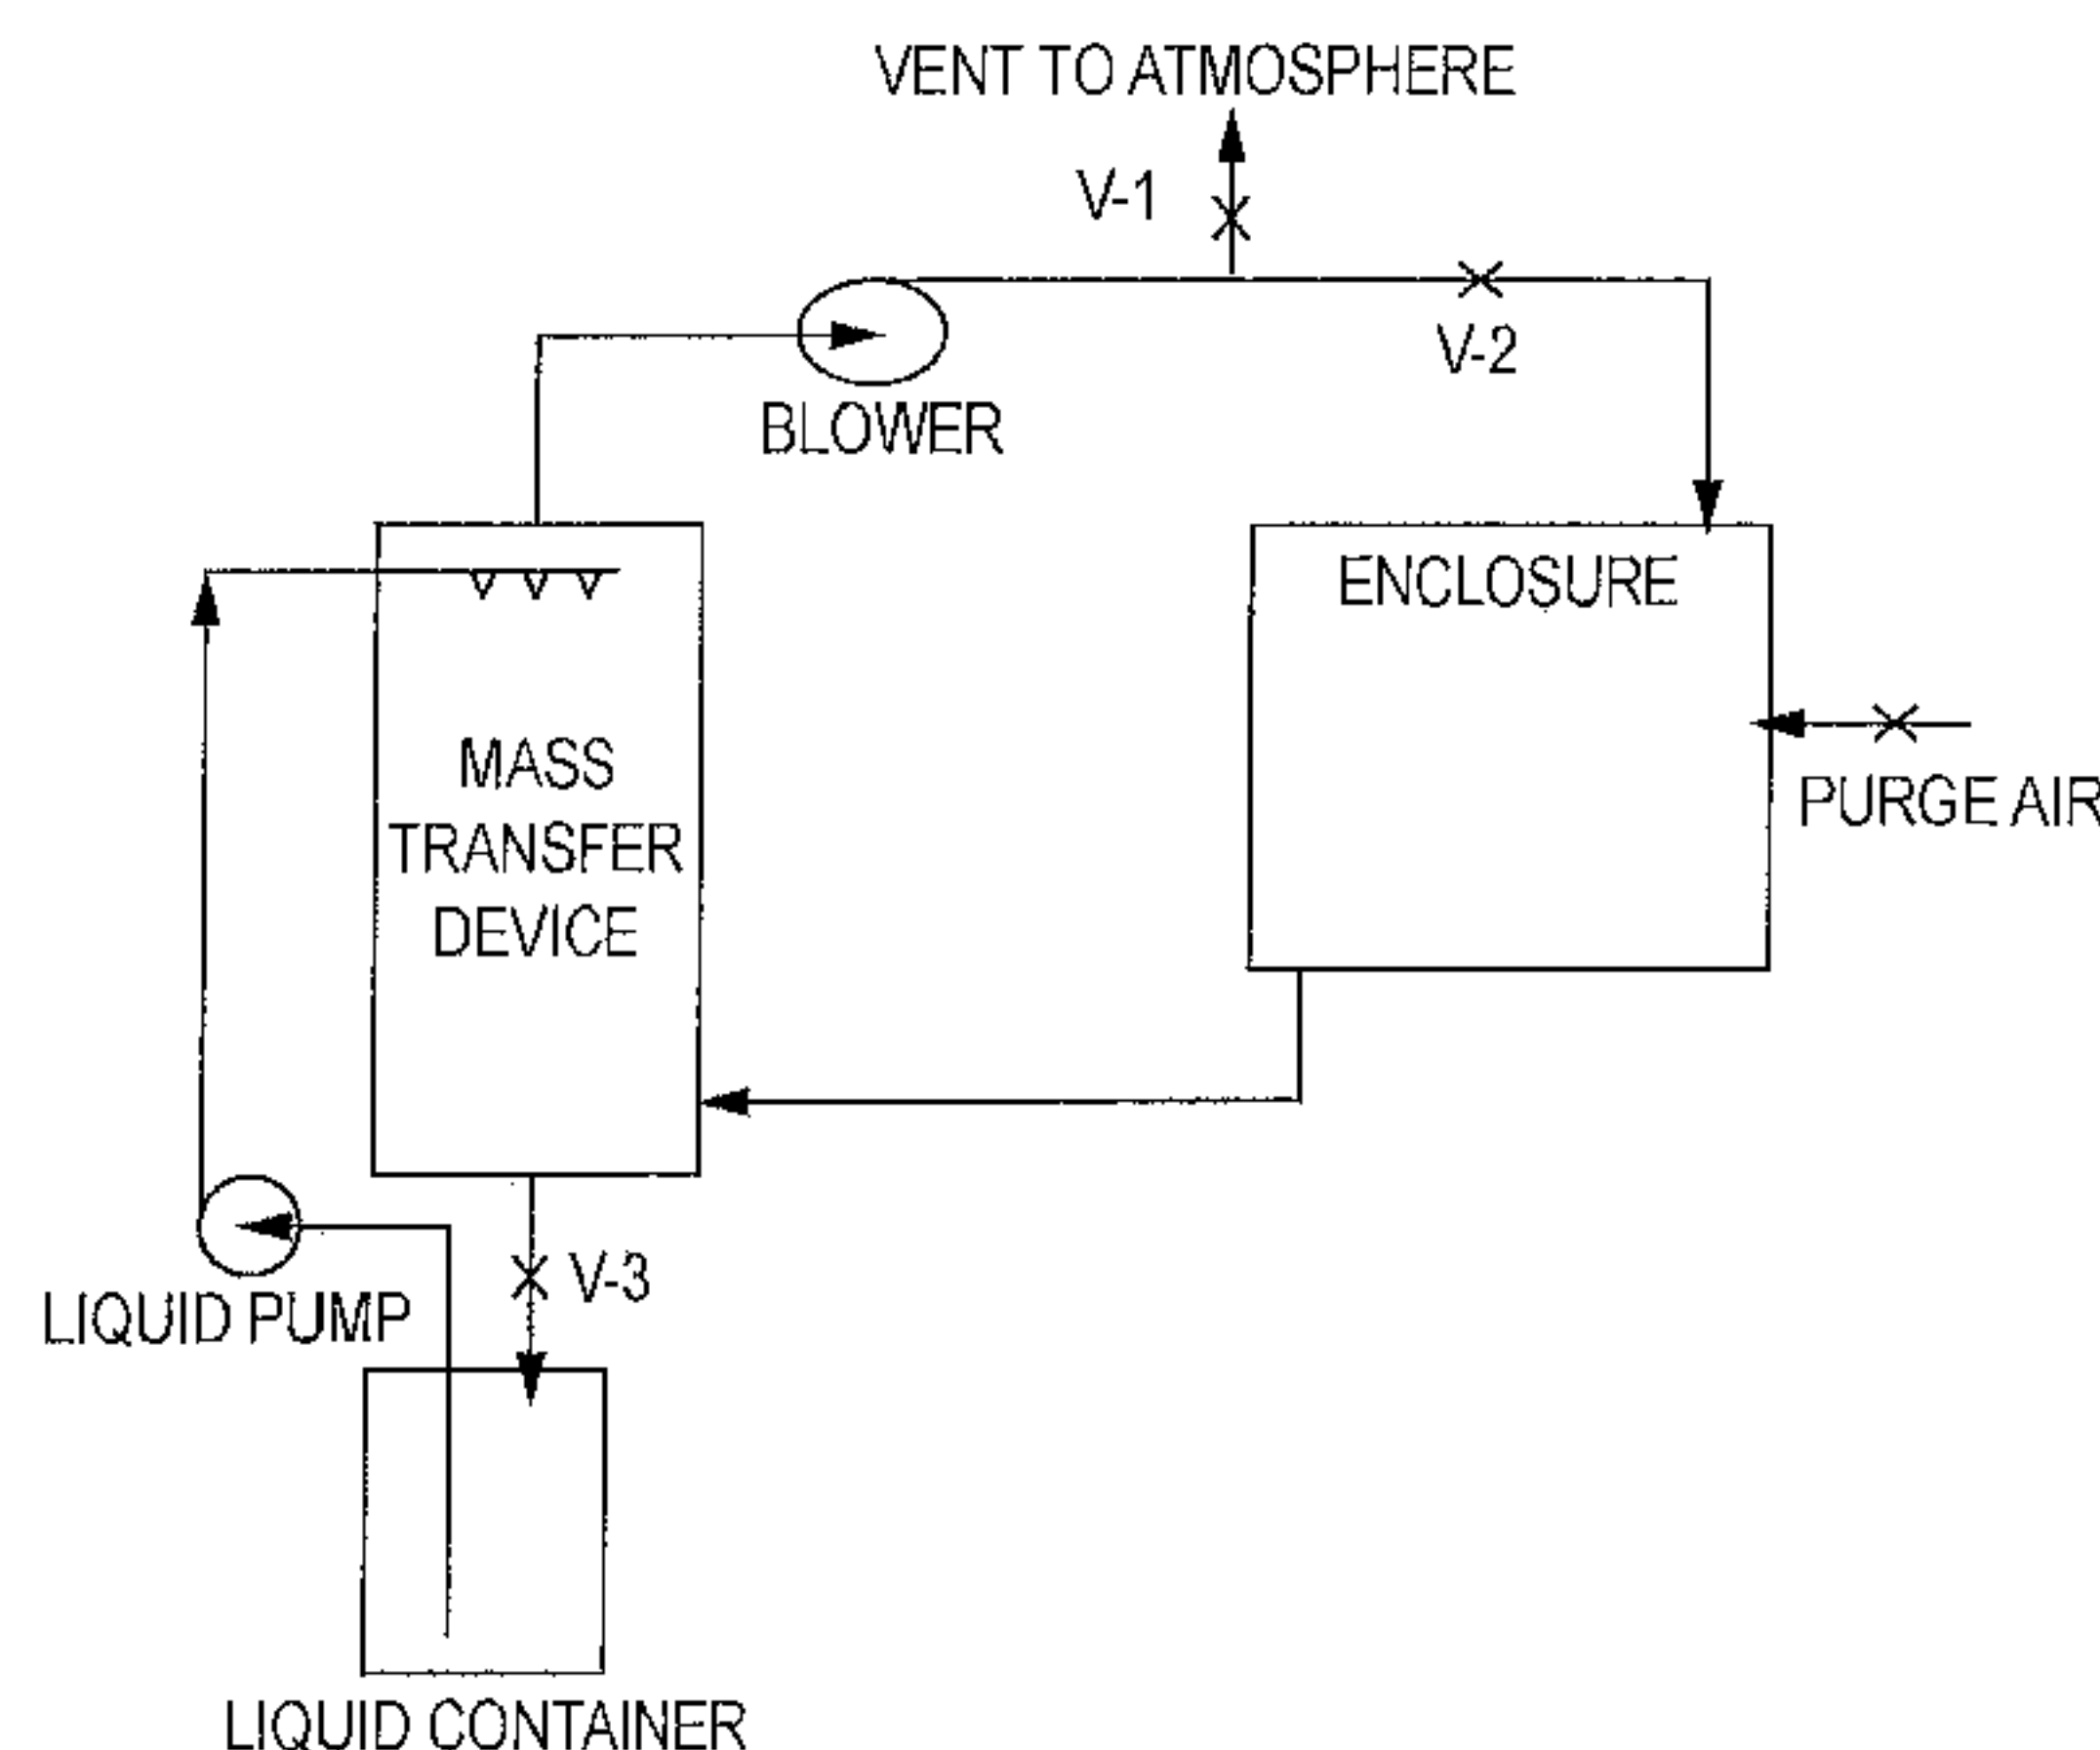 VENT TO ATMOSPHERE
V-1
V-2
BLOWER
ENCLOSURE
MASS
TRANSFER
DEVICE
PURGE AIR
V-3
LIQUID PUMP
LIQUID CONTAINER